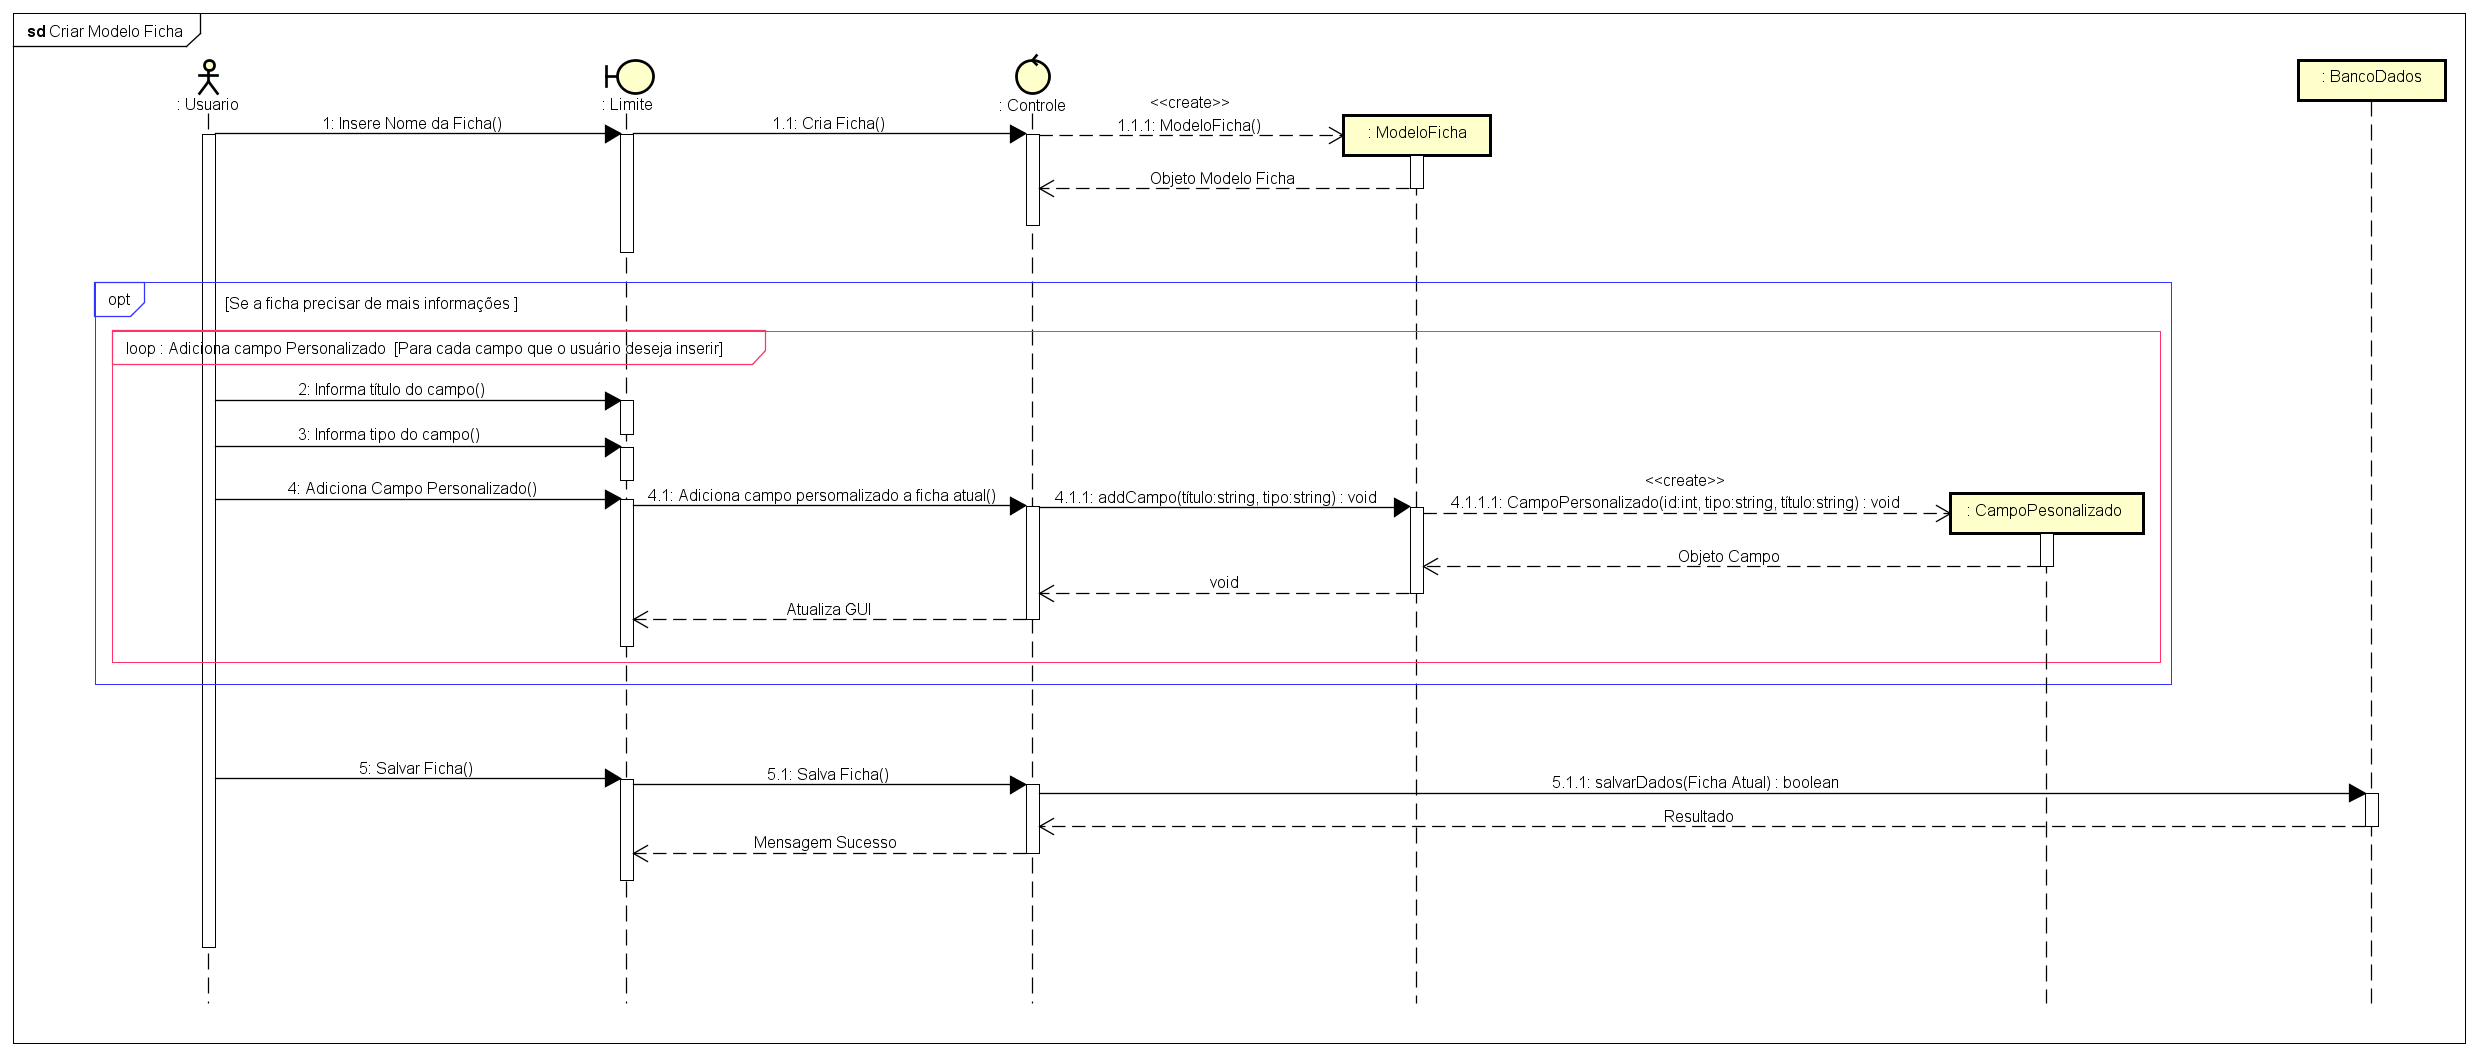 sd Criar Modelo Ficha
: Usuario
: Limite
: Controle
: BancoDados
<<create>>
1: Insere Nome da Ficha()
1.1: Cria Ficha()
1.1.1: ModeloFicha()
: ModeloFicha
Objeto Modelo Ficha
opt
[Se a ficha precisar de mais informações ]
loop : Adiciona campo Personalizado [Para cada campo que o usuário deseja inserir]
2: Informa título do campo()
3: Informa tipo do campo()
<<create>>
4: Adiciona Campo Personalizado()
4.1: Adiciona campo persomalizado a ficha atual()
4.1.1: addCampo(título:string, tipo:string) : void
4.1.1.1: CampoPersonalizado(id:int, tipo:string, título:string) : void
: CampoPesonalizado
Objeto Campo
void
Atualiza GUI
5: Salvar Ficha()
5.1: Salva Ficha()
5.1.1: salvarDados(Ficha Atual) : boolean
Resultado
Mensagem Sucesso